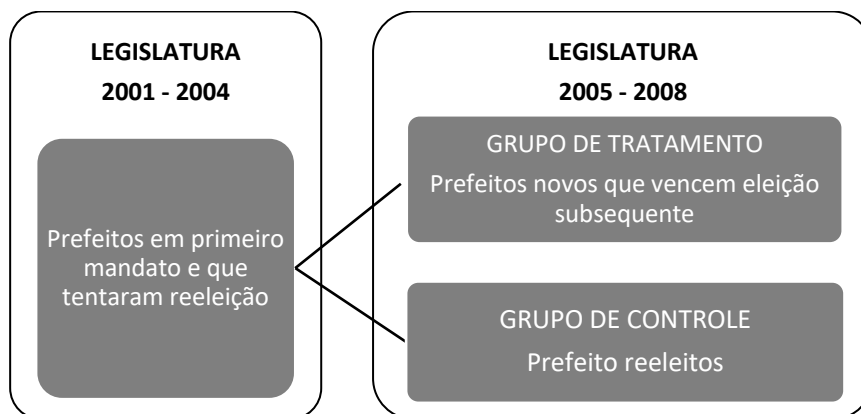 LEGISLATURA
2001 - 2004
Prefeitos em primeiro
mandato e que
tentaram reeleição
LEGISLATURA
2005 - 2008
GRUPO DE TRATAMENTO
Prefeitos novos que vencem eleição
subsequente
GRUPO DE CONTROLE
Prefeito reeleitos